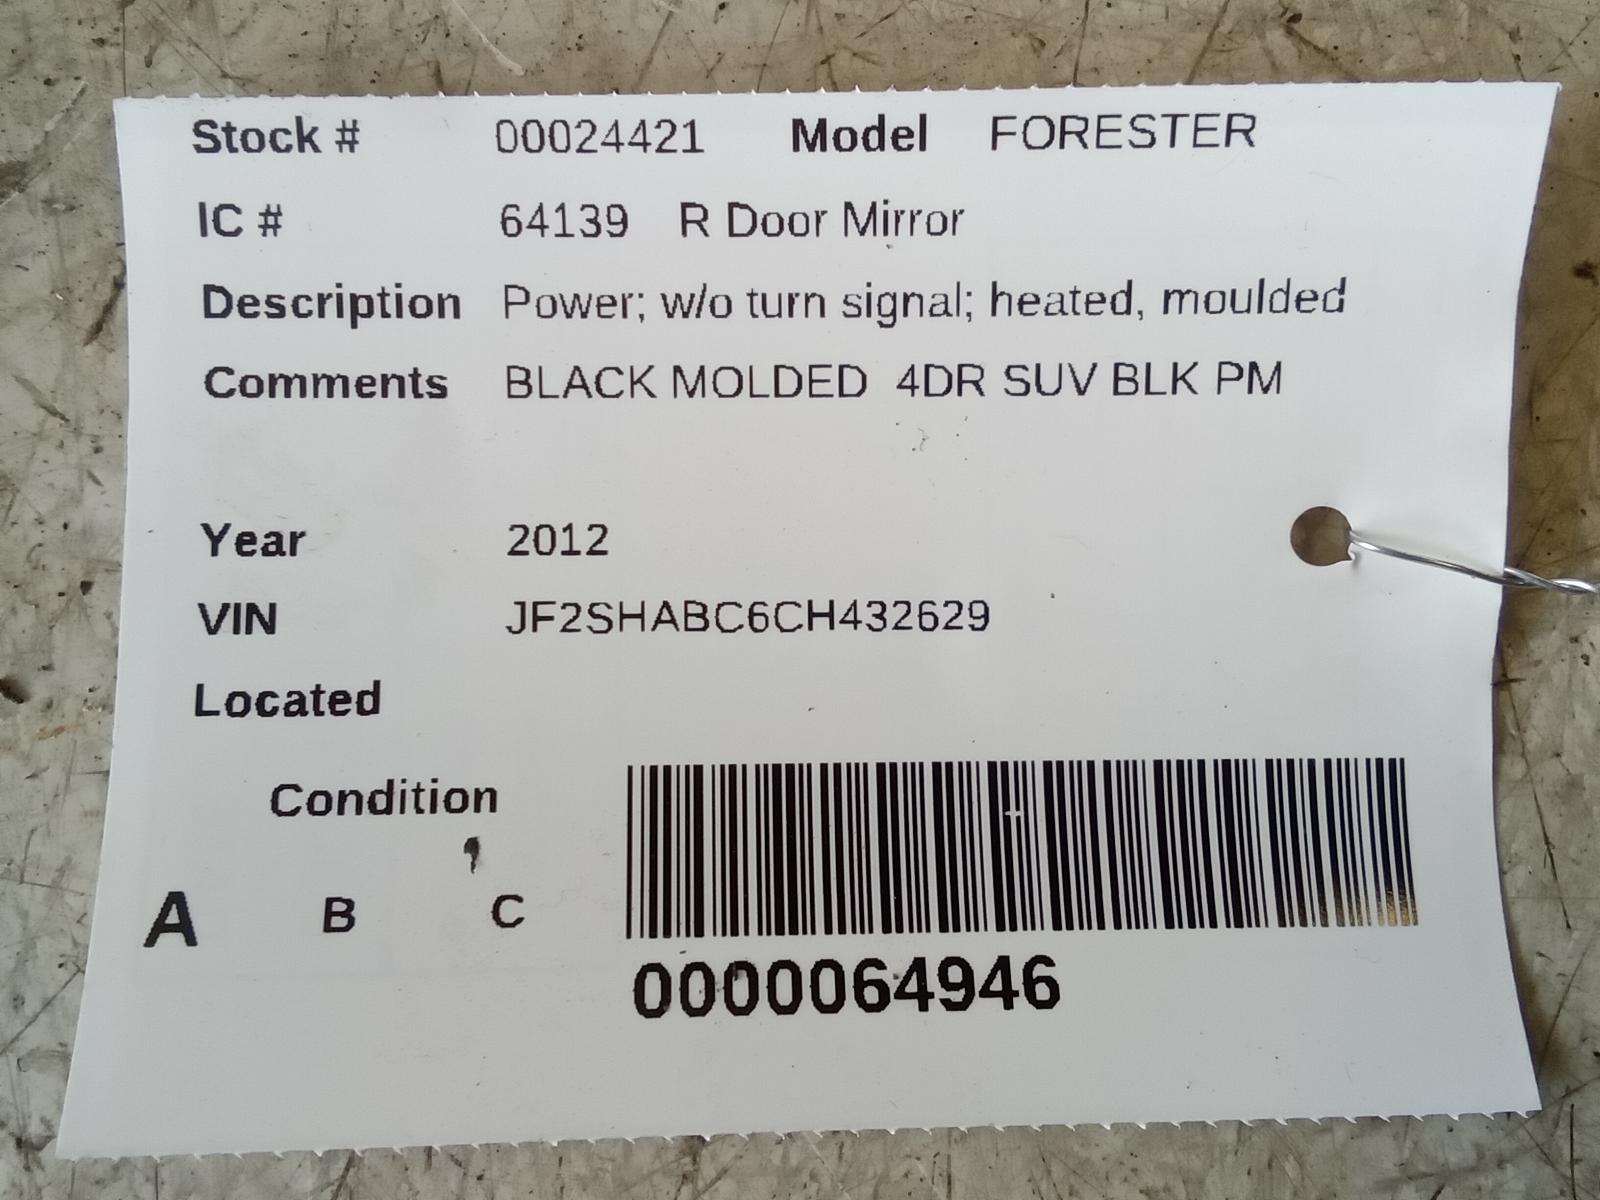 Stock # 00024421 Model FORESTER
IC # 64139 R Door Mirror
Description Power; w/o turn signal; heated, moulded
Comments BLACK MOLDED 4DR SUV BLK PM
Year 2012
VIN JF2SHABC6CH432629
Located
Condition
A B C
0000064946